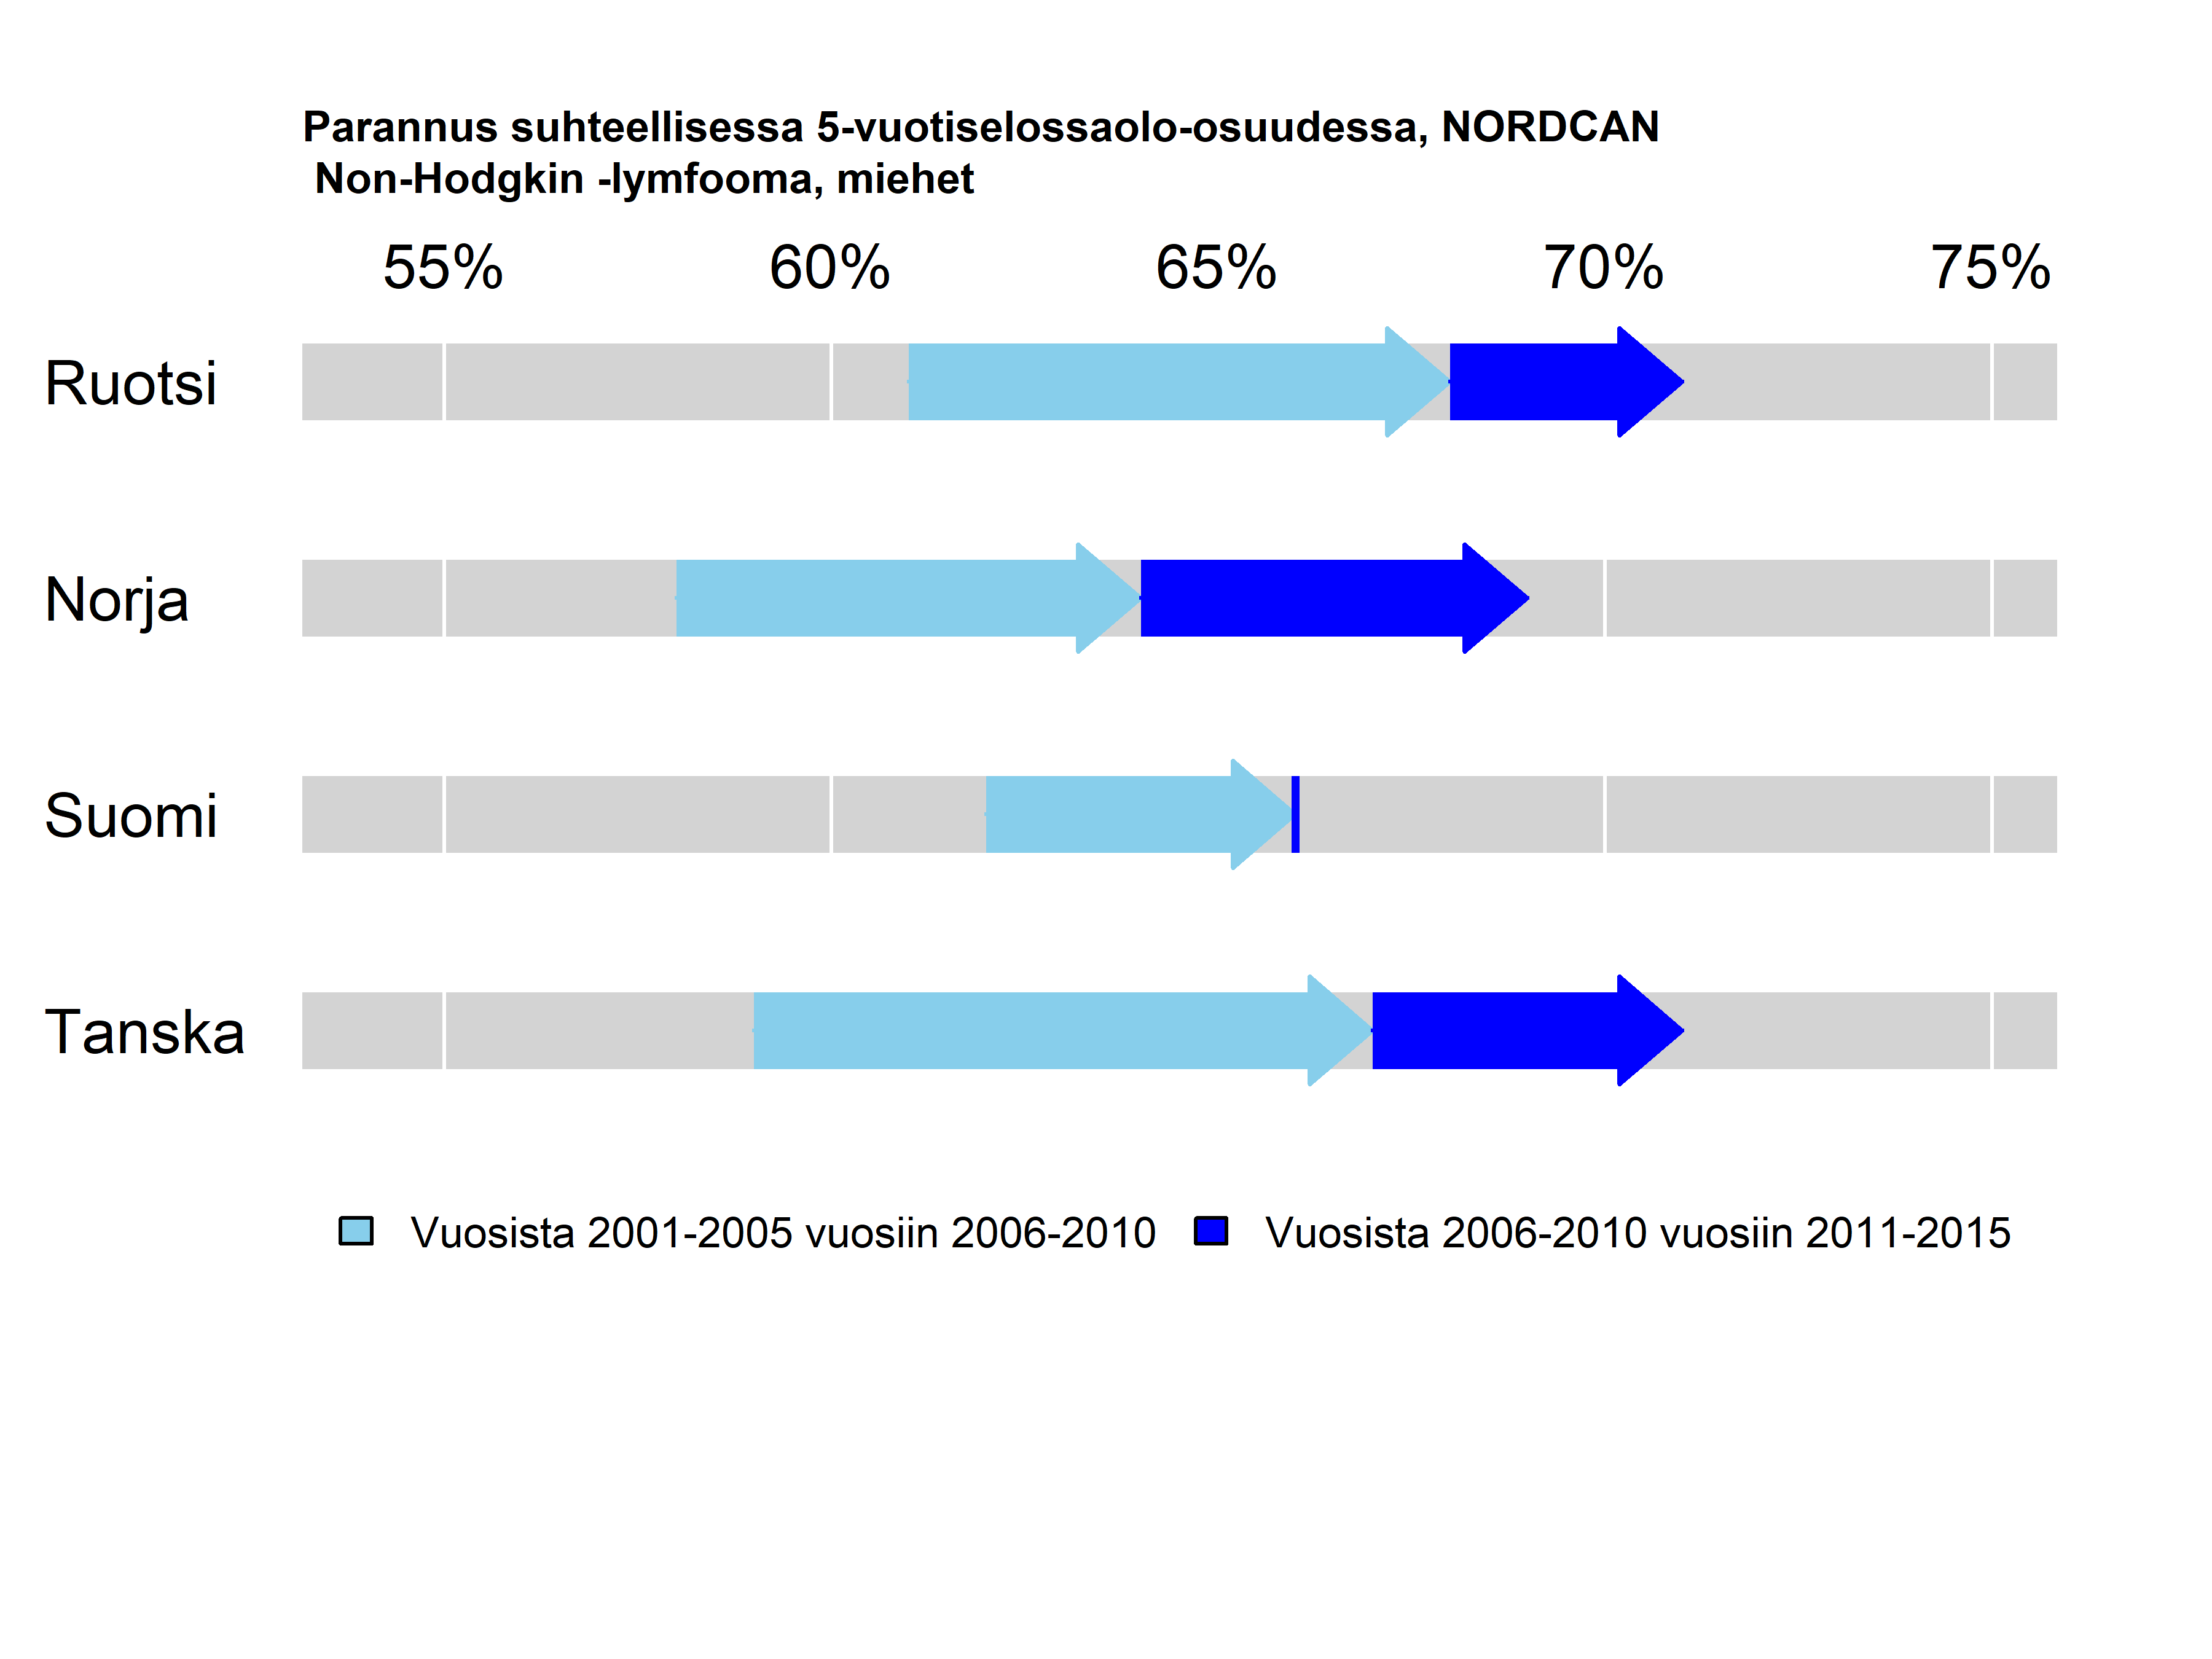 Parannus suhteellisessa 5-vuotiselossaolo-osuudessa, NORDCAN
Non-Hodgkin -lymfooma, miehet
55% 60% 65% 70% 75%
Ruotsi
Norja
Suomi
Tanska
Vuosista 2001-2005 vuosiin 2006-2010 Vuosista 2006-2010 vuosiin 2011-2015